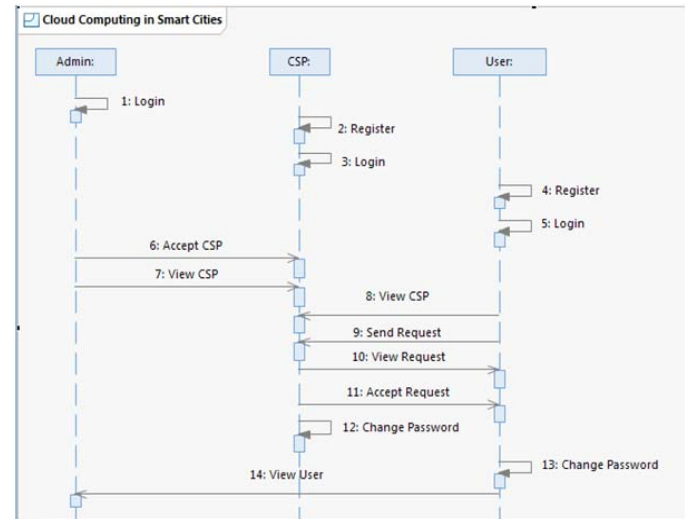 Cloud Computing in Smart Cities
Admin:
CSP:
User:
1: Login
2: Register
3: Login
4: Register
5: Login
6: Accept CSP
7: View CSP
8: View CSP
9: Send Request
10: View Request
11: Accept Request
12: Change Password
13: Change Password
14: View User